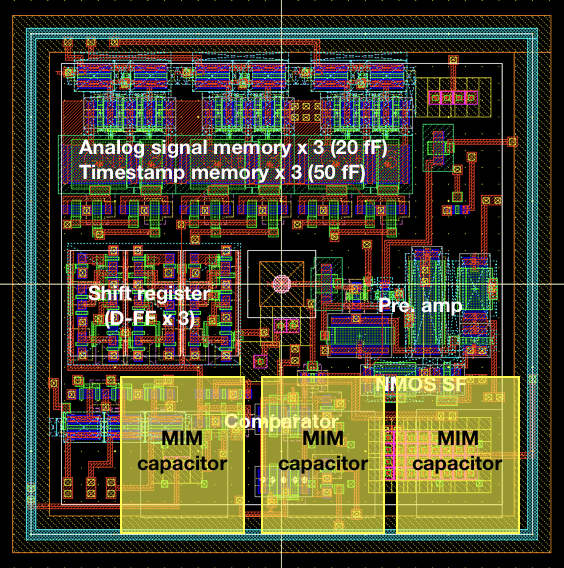 Analog signal memory x 3 (20 fF)
Timestamp memory x 3 (50 fF)
Shift register
(D-FF x 3)
Pre. amp
NMOS SF
Comparator
MIM
capacitor
MIM
capacitor
MIM
capacitor